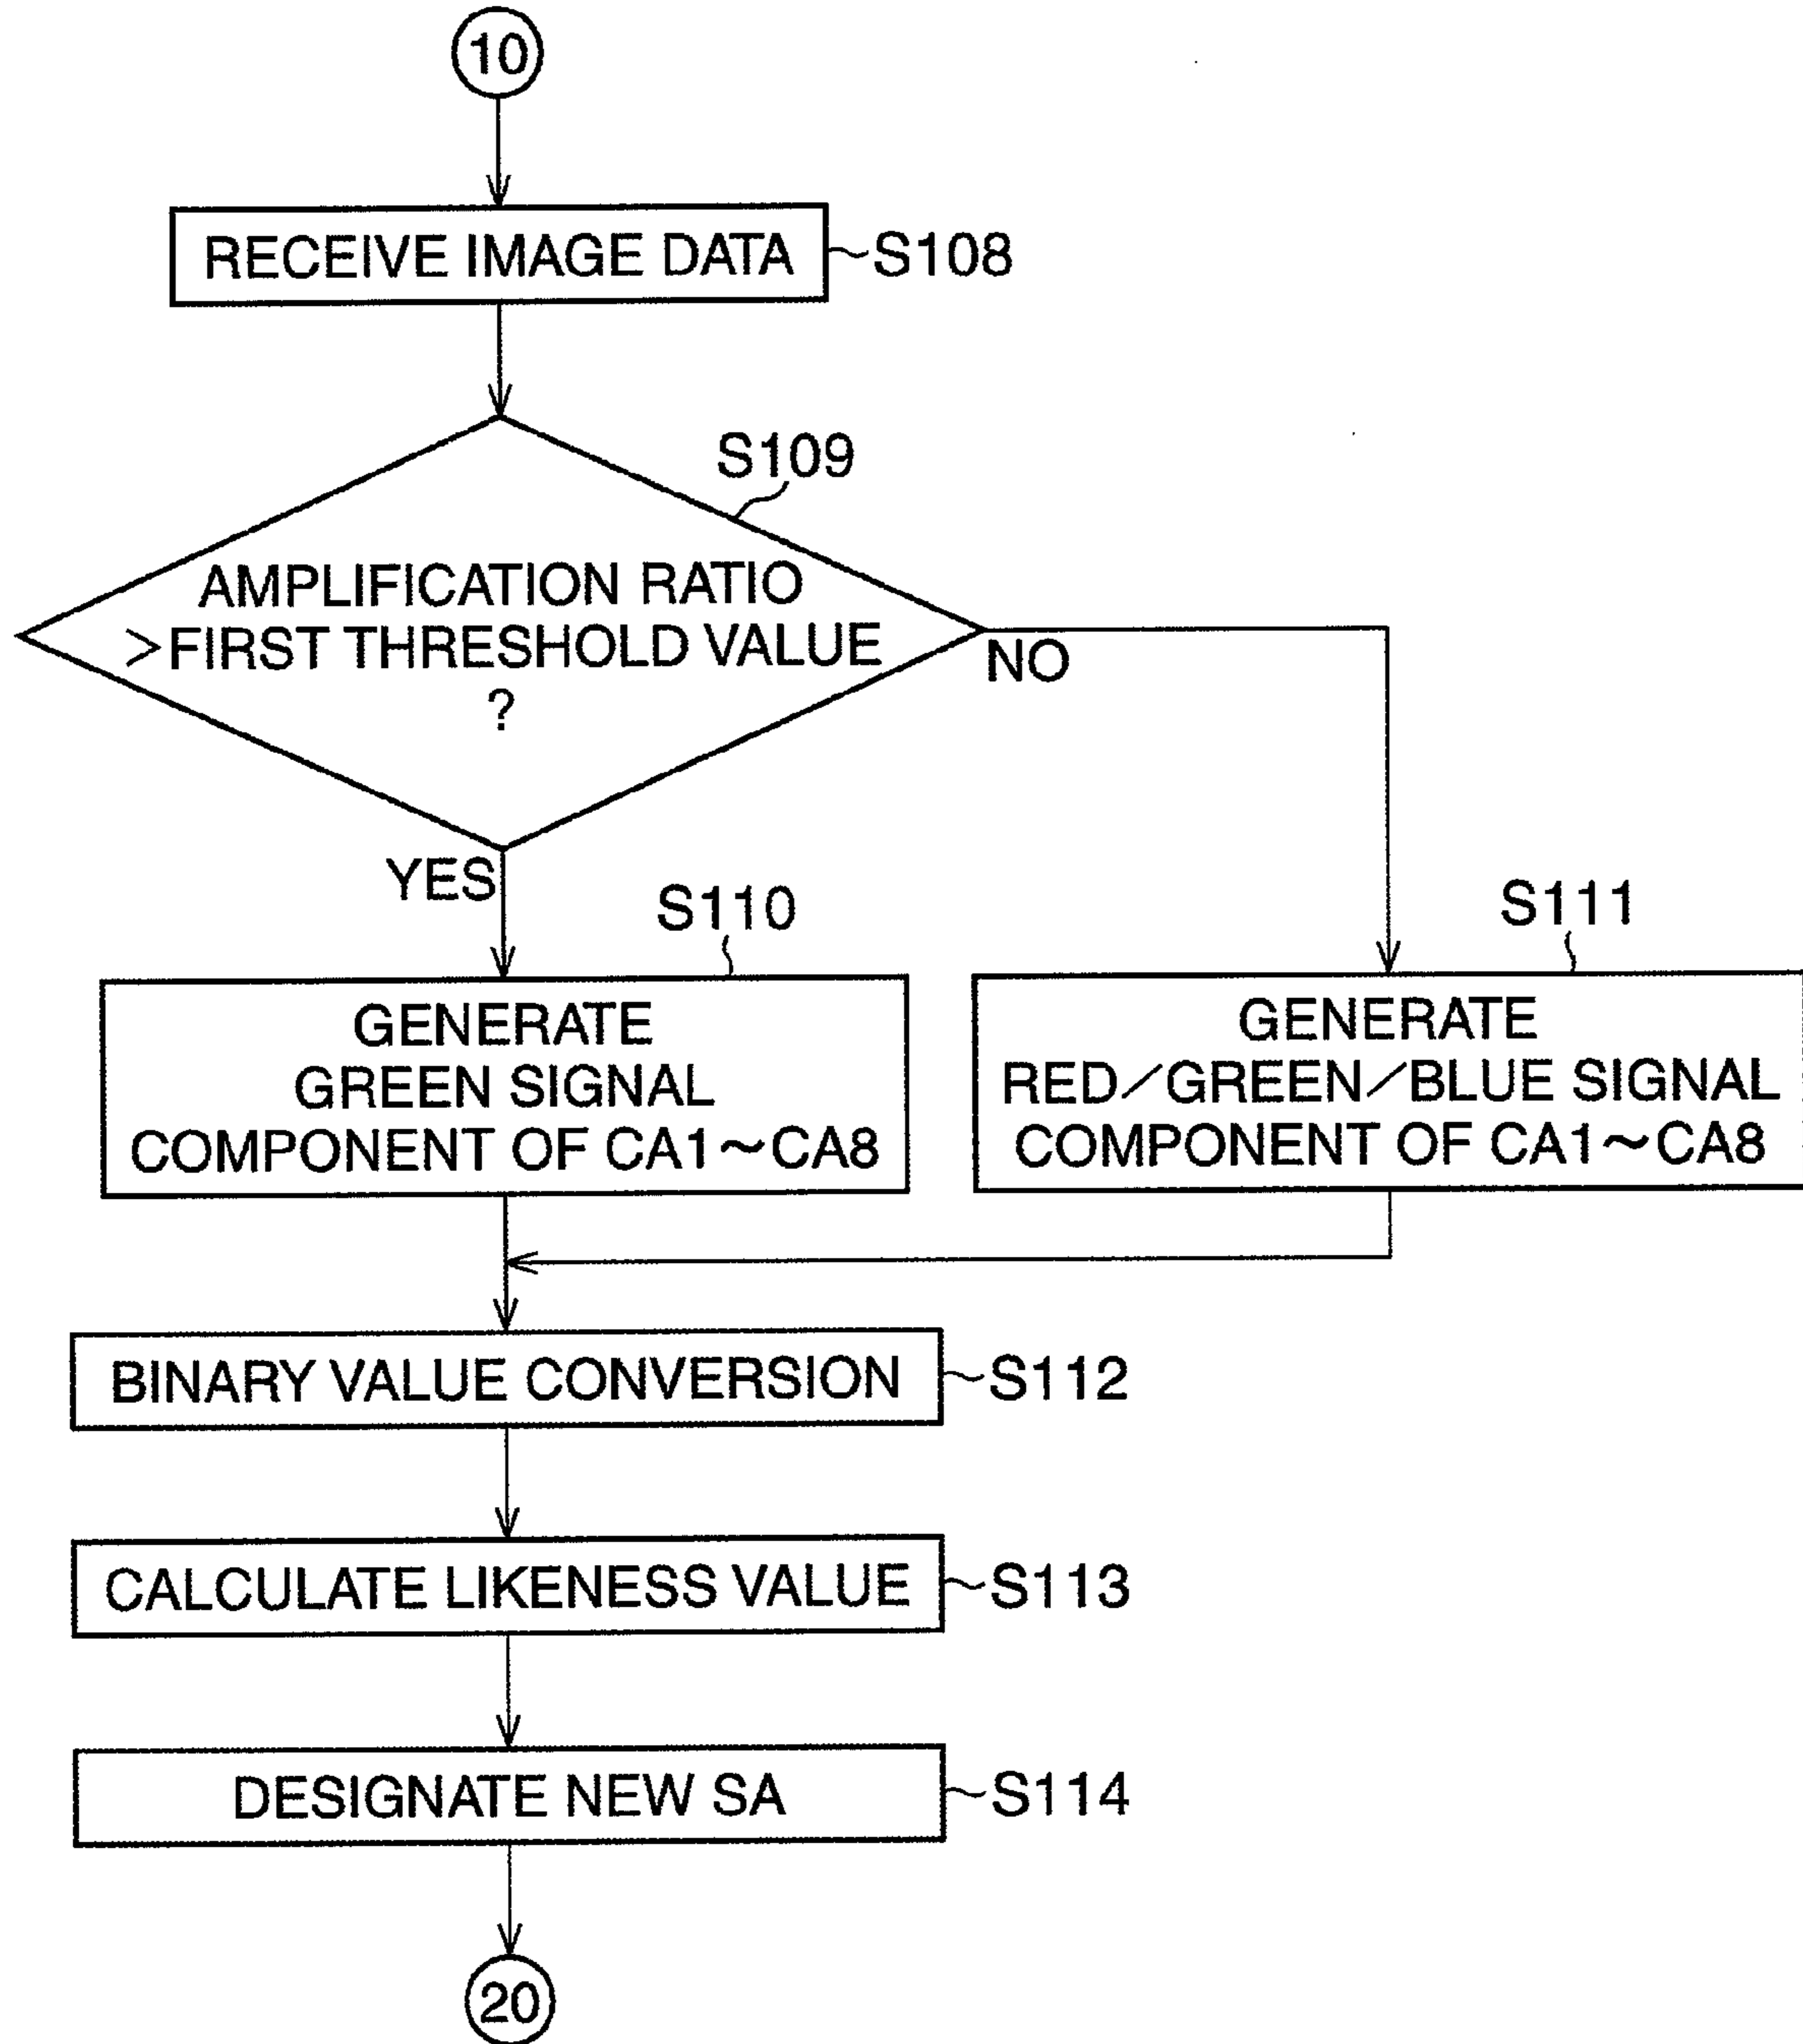 10
RECEIVE IMAGE DATA
S108
S109
AMPLIFICATION RATIO
>FIRST THRESHOLD VALUE
?
NO
YES
S110
S111
GENERATE
GREEN SIGNAL
COMPONENT OF CA1~CA8
GENERATE
RED/GREEN/BLUE SIGNAL
COMPONENT OF CA1~CA8
BINARY VALUE CONVERSION
S112
CALCULATE LIKENESS VALUE
S113
DESIGNATE NEW SA
S114
20